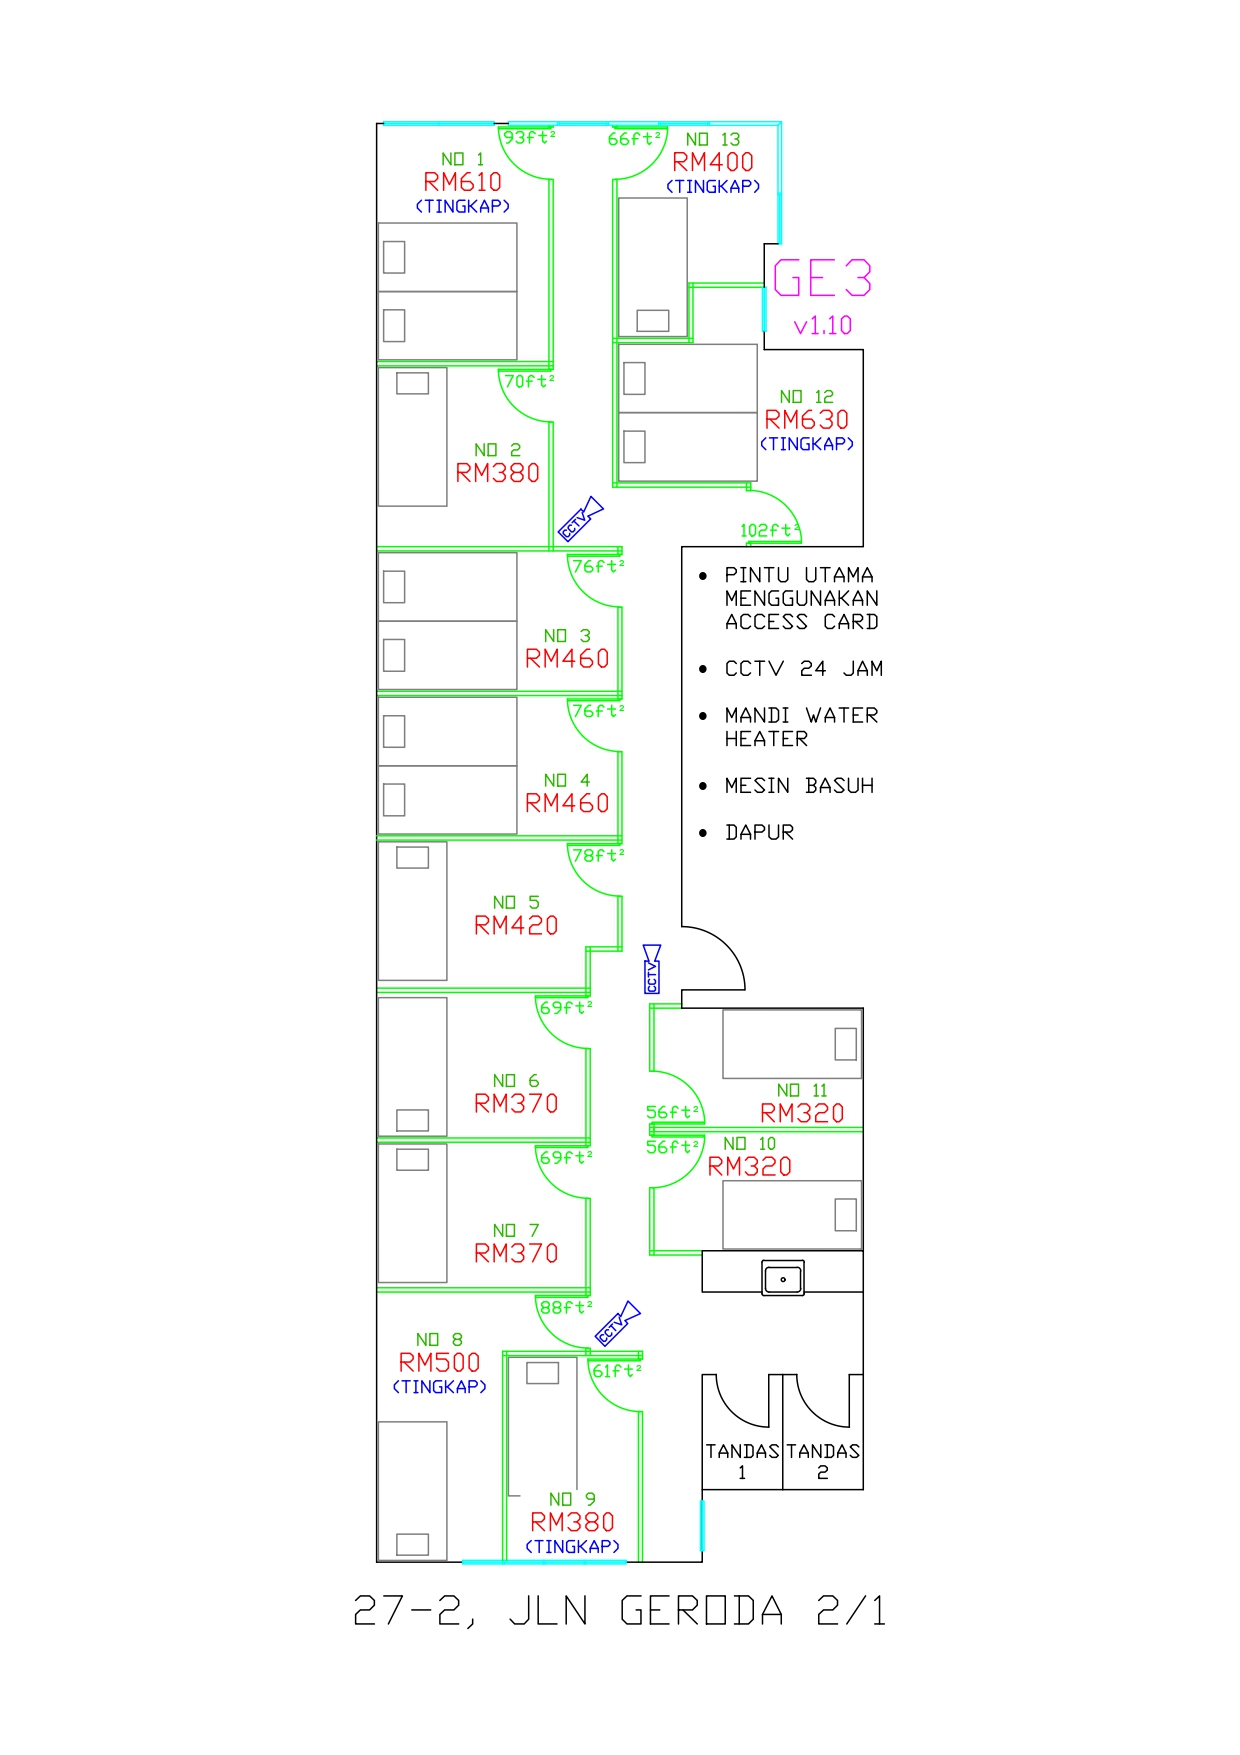 93ft²
NO 1
RM610
(TINGKAP)
66ft²
NO 13
RM400
(TINGKAP)
GE3
v1.10
70ft²
NO 2
RM380
NO 12
RM630
(TINGKAP)
102ft²
CCTV
76ft²
NO 3
RM460
• PINTU UTAMA
MENGGUNAKAN
ACCESS CARD
• CCTV 24 JAM
• MANDI WATER
HEATER
• MESIN BASUH
• DAPUR
76ft²
NO 4
RM460
78ft²
NO 5
RM420
CCTV
69ft²
NO 6
RM370
NO 11
RM320
56ft²
56ft²
NO 10
RM320
69ft²
NO 7
RM370
88ft²
CCTV
NO 8
RM500
(TINGKAP)
61ft²
NO 9
RM380
(TINGKAP)
TANDAS
1
TANDAS
2
27-2, JLN GERODA 2/1